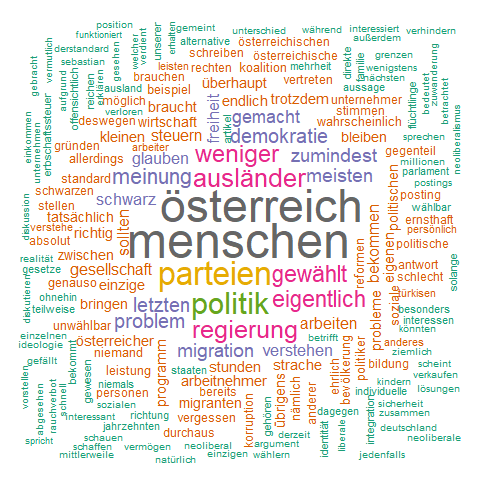 position
verdient
erhalten
unserer
gemeint
unterschied
während
interessiert
verhindern
funktioniert
welcher
alternative
österreichischen
außerdem
derstandard
gesehen
schreiben
österreichische
direkte
familie
grenzen
vermutlich
sebastian
erklären
leisten
rechten
koalition
mehrheit
wenigstens
gebracht
offensichtlich
reichen
brauchen
überhaupt
vertreten
nächsten
zuwanderung
aufgrund
ausland
beispiel
freiheit
endlich
trotzdem
aussage
unternehmer
flüchtlinge
bedeutet
betrachtet
neoliberalismus
erbschaftssteuer
möglich
verloren
braucht
artikel
gemacht
stimmen
einkommen
unternehmen
deswegen
wirtschaft
wahrscheinlich
kleinen
steuern
demokratie
bleiben
sprechen
gründen
arbeiter
weniger
zumindest
gegenteil
allerdings
glauben
millionen
parlament
standard
meinung
ausländer
meisten
politischen
postings
schwarzen
schwarz
österreich
posting
wählbar
stellen
diskussion
tatsächlich
sollten
ernsthaft
verstehe
richtig
menschen
bekommen
eigenen
persönlich
absolut
politische
realität
zwischen
reformen
antwort
solange
gesetze
gesellschaft
parteien
gewählt
schlecht
genauso
einzige
probleme
soziale
türkisen
diskutieren
ohnehin
bringen
letzten
politik
eigentlich
besonders
teilweise
interessen
unwählbar
problem
regierung
arbeiten
könnten
einzelnen
österreicher
betrifft
politiker
anderes
ideologie
niemand
migration
verstehen
ziemlich
gefällt
bekommt
programm
staaten
stunden
strache
ehrlich
bevölkerung
bildung
scheint
vorstellen
leistung
arbeitnehmer
verkaufen
niemals
kindern
rauchverbot
schnell
gewesen
personen
bereits
übrigens
nämlich
anderer
individuelle
lösungen
abgesehen
sozialen
migranten
korruption
integration
sicherheit
interessant
richtung
vergessen
gehören
dagegen
zusammen
jahrzehnten
identität
liberale
deutschland
spricht
schauen
durchaus
derzeit
neoliberale
schaffen
vermögen
neoliberal
argument
mittlerweile
einzigen
wählern
jedenfalls
natürlich